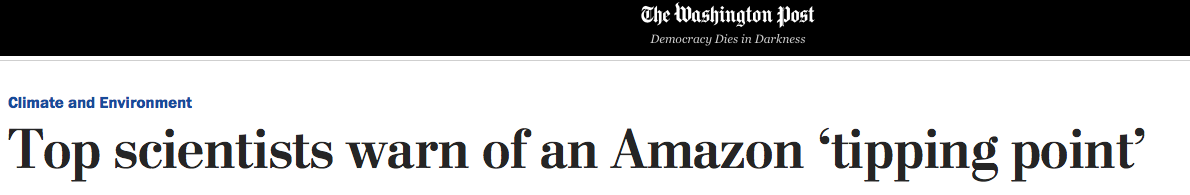 The Washington Post
Democracy Dies in Darkness
Climate and Environment
Top scientists warn of an Amazon ‘tipping point’